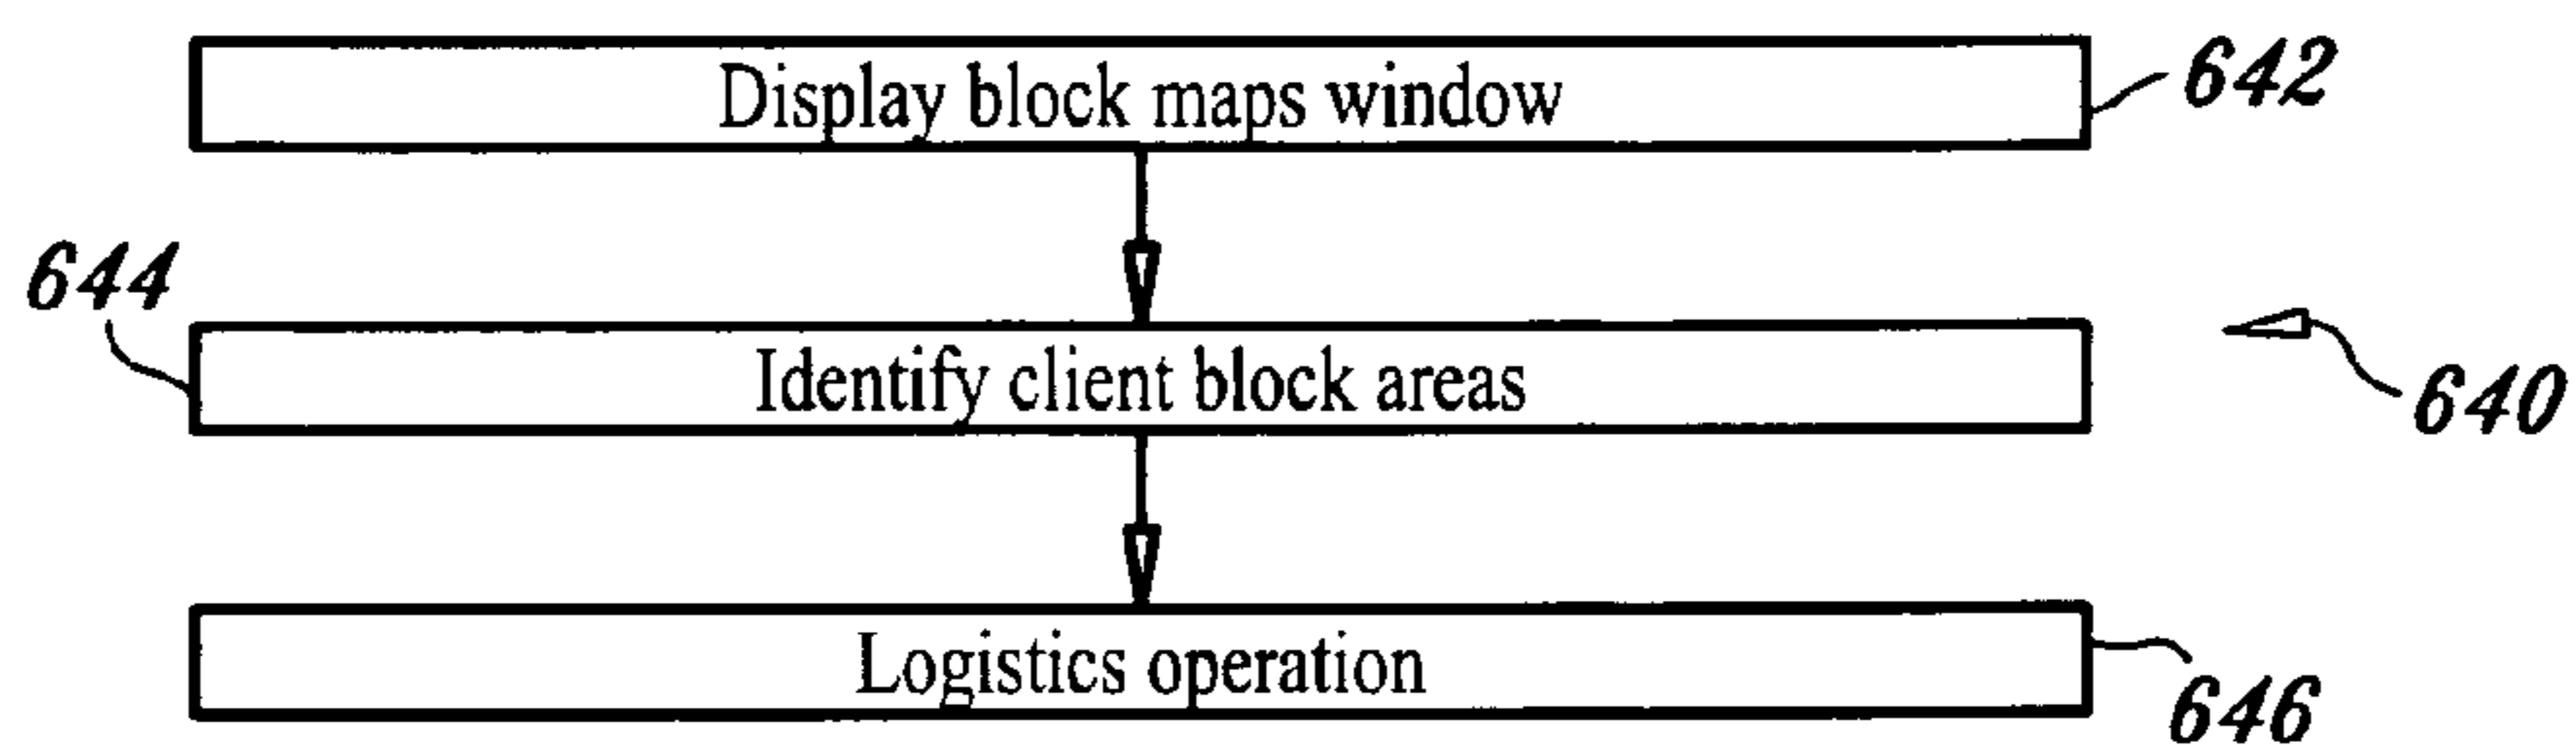 Display block maps window
642
644
Identify client block areas
640
Logistics operation
646